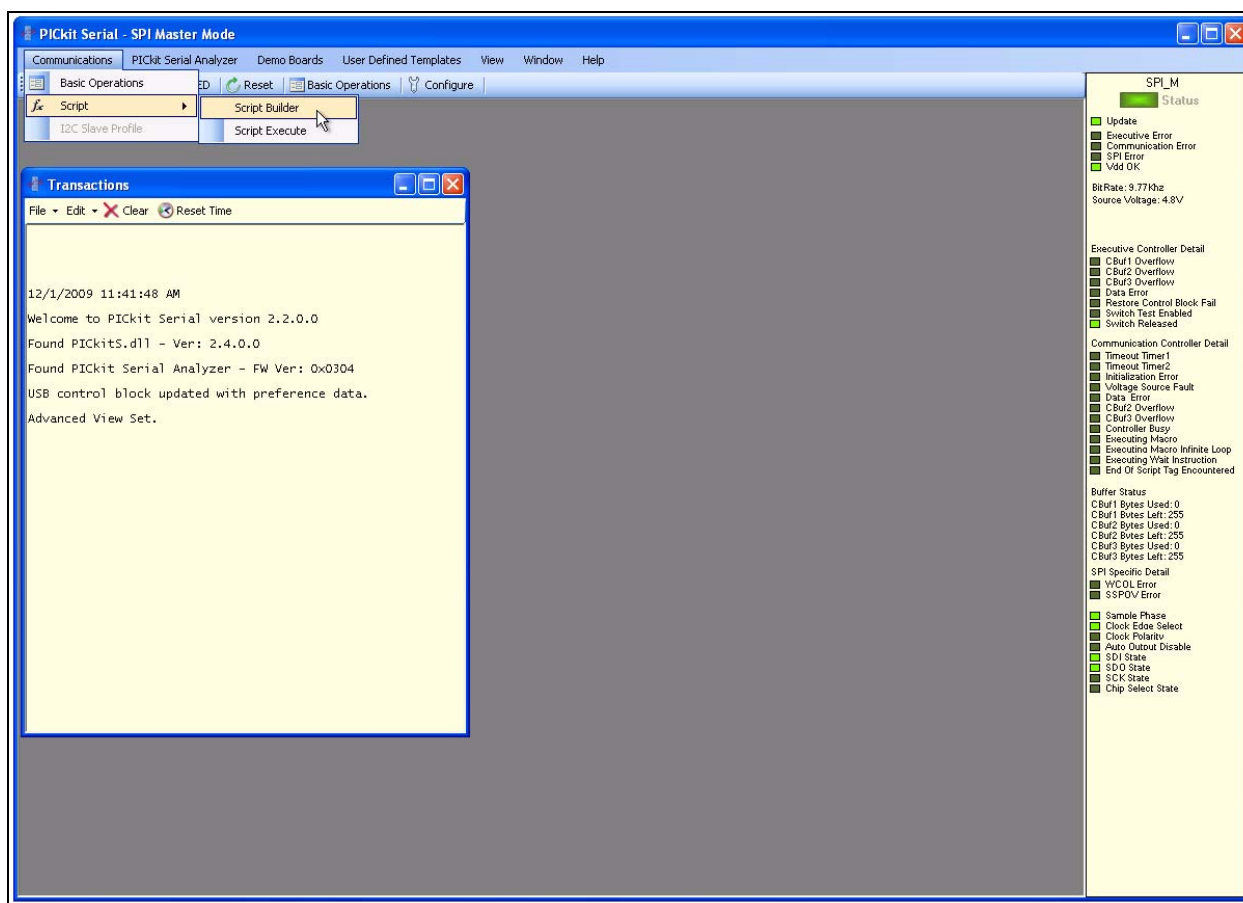 PICkit Serial - SPI Master Mode
Communications PICkit Serial Analyzer Demo Boards User Defined Templates View Window Help
Basic Operations
ED Reset Basic Operations Configure
Script
Script Builder
I2C Slave Profile
Script Execute
Transactions
File Edit Clear Reset Time
12/1/2009 11:41:48 AM
Welcome to PICkit Serial version 2.2.0.0
Found PICkitS.dll - Ver: 2.4.0.0
Found PICkit Serial Analyzer - FW Ver: 0x0304
USB control block updated with preference data.
Advanced View Set.
SPI_M
Status
Update
Executive Error
Communication Error
SPI Error
Vdd OK
BitRate: 9.77Khz
Source Voltage: 4.8V
Executive Controller Detail
CBuf1 Overflow
CBuf2 Overflow
CBuf3 Overflow
Data Error
Restore Control Block Fail
Switch Test Enabled
Switch Released
Communication Controller Detail
Timeout Timer1
Timeout Timer2
Initialization Error
Voltage Source Fault
Data Error
CBuf2 Overflow
CBuf3 Overflow
Controller Busy
Executing Macro
Executing Macro Infinite Loop
Executing Wait Instruction
End Of Script Tag Encountered
Buffer Status
CBuf1 Bytes Used: 0
CBuf1 Bytes Left: 255
CBuf2 Bytes Used: 0
CBuf2 Bytes Left: 255
CBuf3 Bytes Used: 0
CBuf3 Bytes Left: 255
SPI Specific Detail
WCOL Error
SSPOV Error
Sample Phase
Clock Edge Select
Clock Polarity
Auto Output Disable
SDI State
SDO State
SCK State
Chip Select State